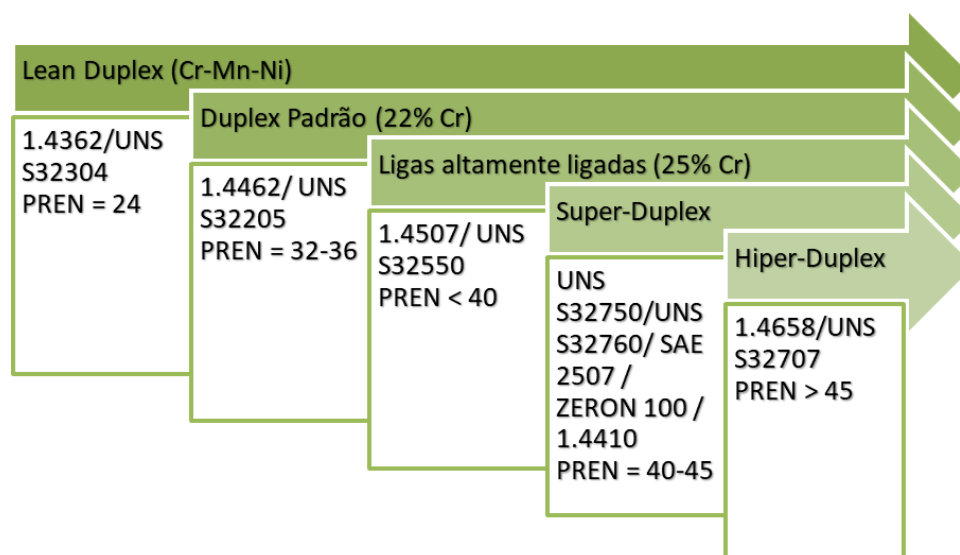 Lean Duplex (Cr-Mn-Ni)
1.4362/UNS
S32304
PREN = 24
Duplex Padrão (22% Cr)
1.4462/ UNS
S32205
PREN = 32-36
Ligas altamente ligadas (25% Cr)
1.4507/ UNS
S32550
PREN < 40
Super-Duplex
UNS
S32750/UNS
S32760/ SAE
2507 /
ZERON 100 /
1.4410
PREN = 40-45
Hiper-Duplex
1.4658/UNS
S32707
PREN > 45